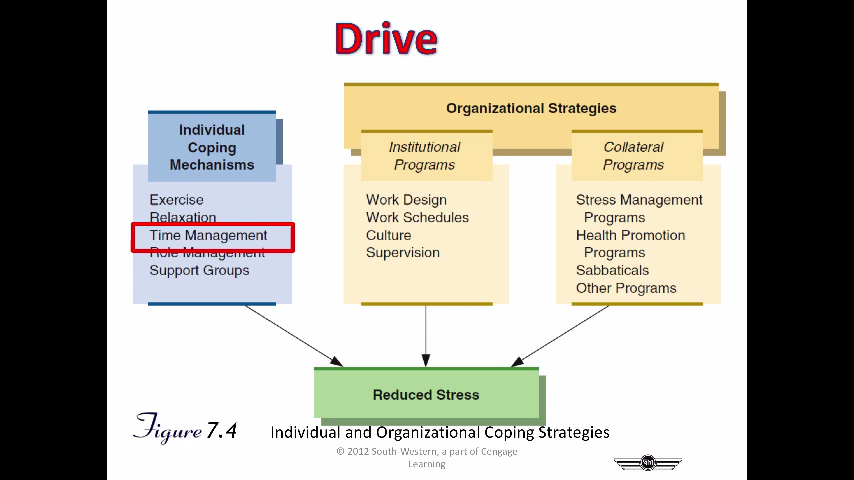 Drive
Organizational Strategies
Individual
Coping
Mechanisms
Institutional
Programs
Collateral
Programs
Exercise
Relaxation
Time Management
Role Management
Support Groups
Work Design
Work Schedules
Culture
Supervision
Stress Management
Programs
Health Promotion
Programs
Sabbaticals
Other Programs
Reduced Stress
Figure 7.4 Individual and Organizational Coping Strategies
© 2012 South-Western, a part of Cengage
Learning